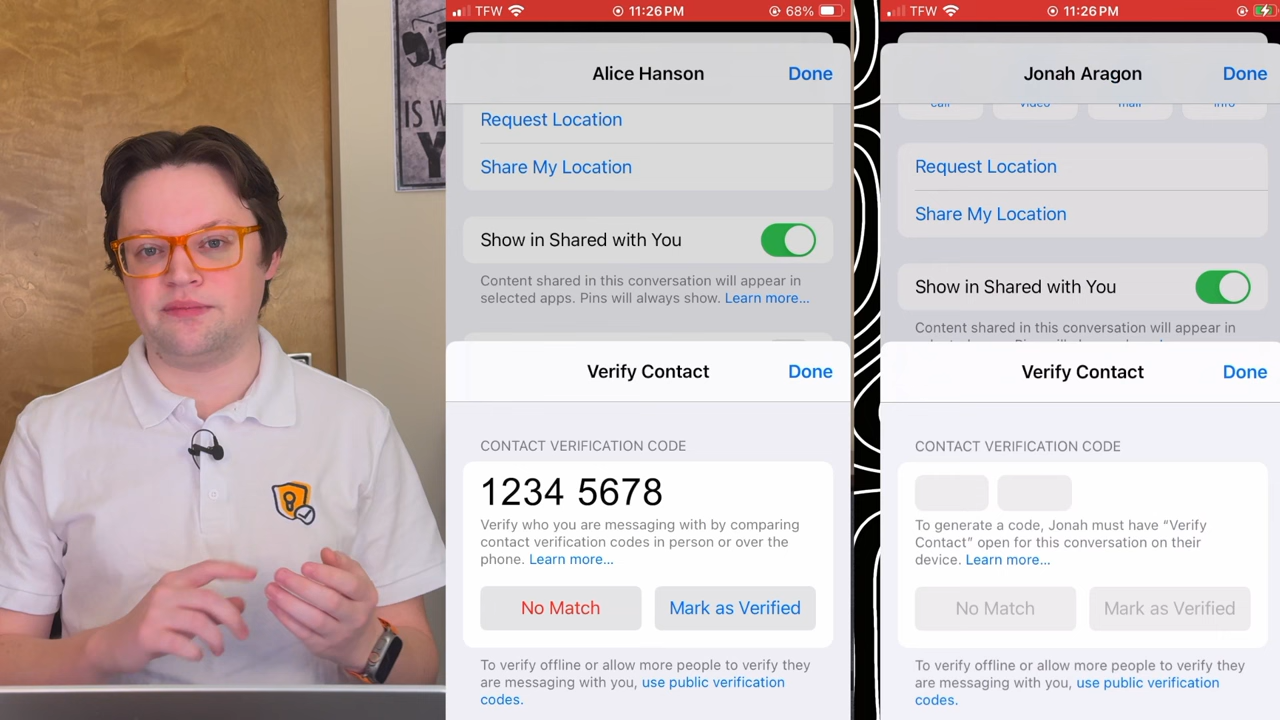 IS W
Y
TFW
11:26 PM
68%
Alice Hanson
Done
Request Location
Share My Location
Show in Shared with You
Content shared in this conversation will appear in
selected apps. Pins will always show. Learn more...
Verify Contact
Done
CONTACT VERIFICATION CODE
1234 5678
Verify who you are messaging with by comparing
contact verification codes in person or over the
phone. Learn more...
No Match
Mark as Verified
To verify offline or allow more people to verify they
are messaging with you, use public verification
codes.
TFW
11:26 PM
Jonah Aragon
Done
call
video
mail
info
Request Location
Share My Location
Show in Shared with You
Content shared in this conversation will appear in
Verify Contact
Done
CONTACT VERIFICATION CODE
To generate a code, Jonah must have “Verify
Contact” open for this conversation on their
device. Learn more...
No Match
Mark as Verified
To verify offline or allow more people to verify they
are messaging with you, use public verification
codes.